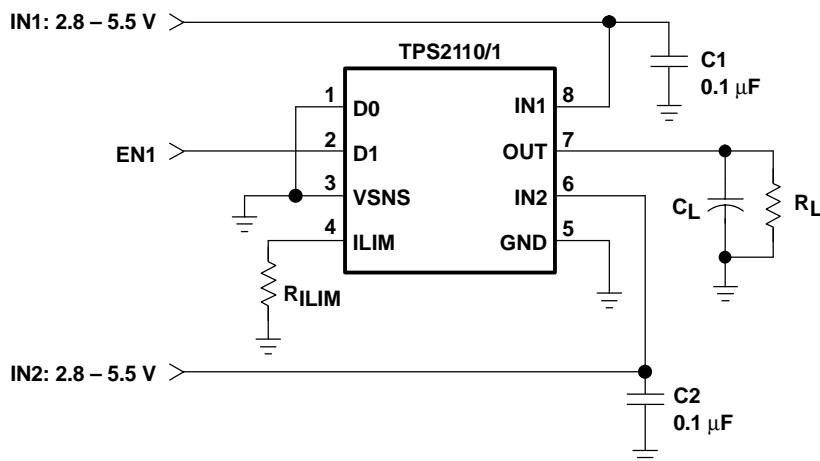 IN1: 2.8 – 5.5 V
TPS2110/1
C1
0.1 μF
1
D0
IN1
8
EN1
2
D1
OUT
7
3
VSNS
IN2
6
4
ILIM
GND
5
CL
RL
RILIM
IN2: 2.8 – 5.5 V
C2
0.1 μF